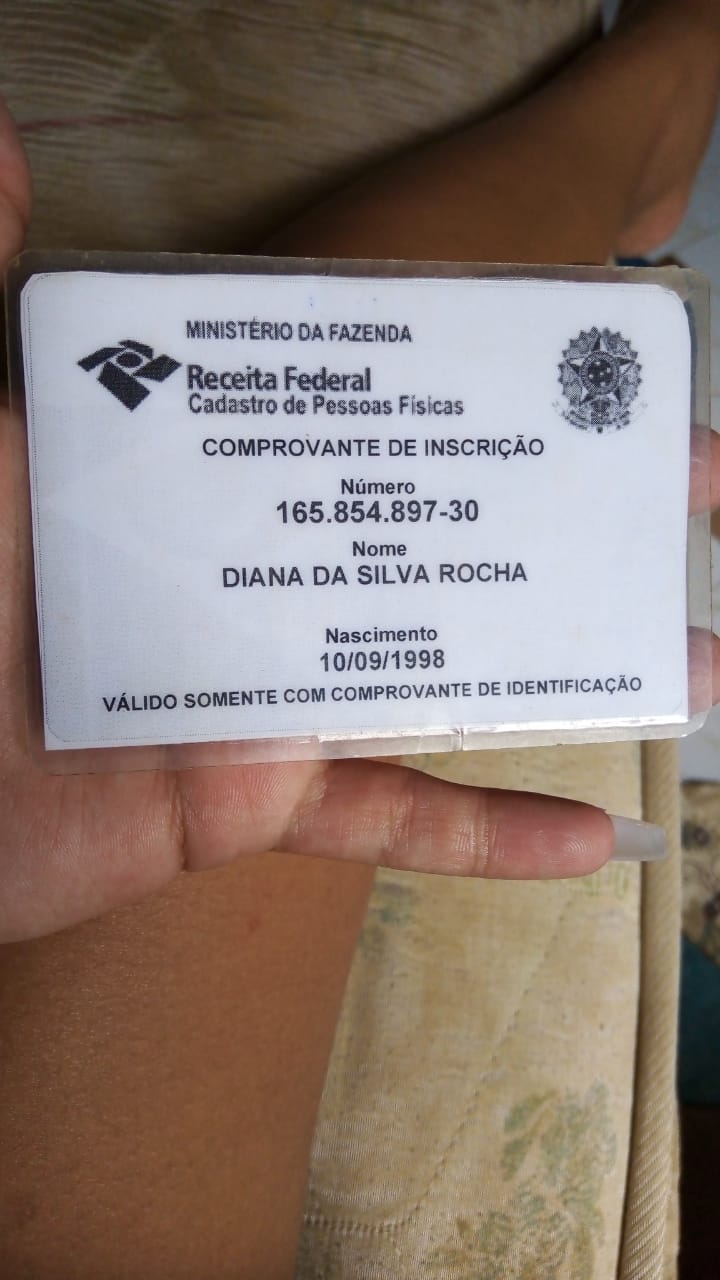 MINISTÉRIO DA FAZENDA
Receita Federal
Cadastro de Pessoas Físicas
COMPROVANTE DE INSCRIÇÃO
Número
165.854.897-30
Nome
DIANA DA SILVA ROCHA
Nascimento
10/09/1998
VÁLIDO SOMENTE COM COMPROVANTE DE IDENTIFICAÇÃO